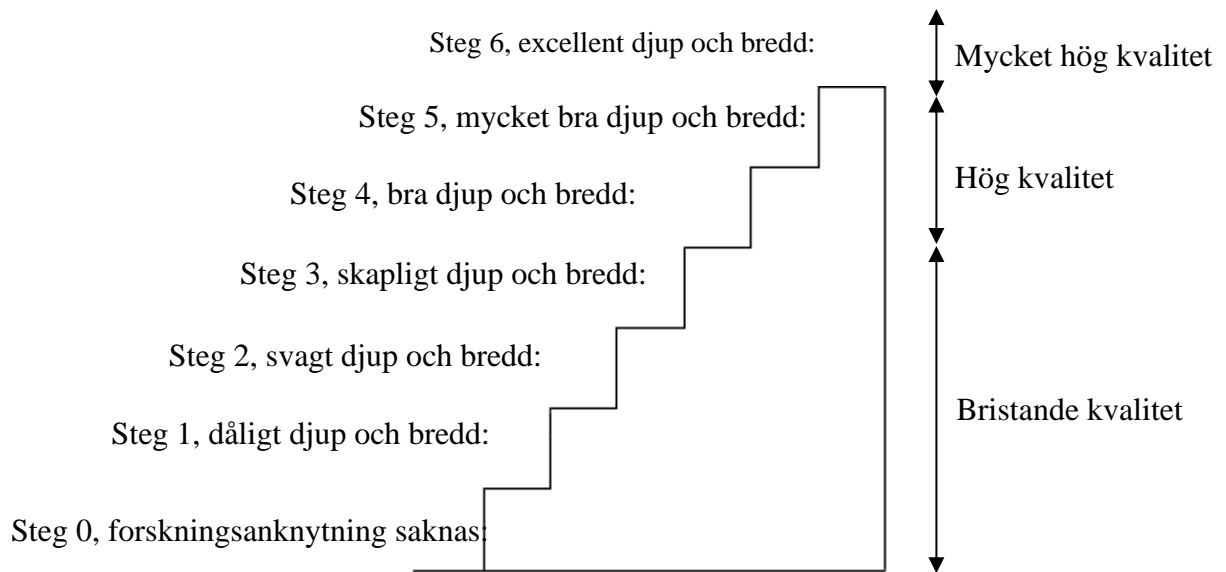 Steg 6, excellent djup och bredd:
Mycket hög kvalitet
Steg 5, mycket bra djup och bredd:
Hög kvalitet
Steg 4, bra djup och bredd:
Steg 3, skapligt djup och bredd:
Steg 2, svagt djup och bredd:
Bristande kvalitet
Steg 1, dåligt djup och bredd:
Steg 0, forskningsanknytning saknas: